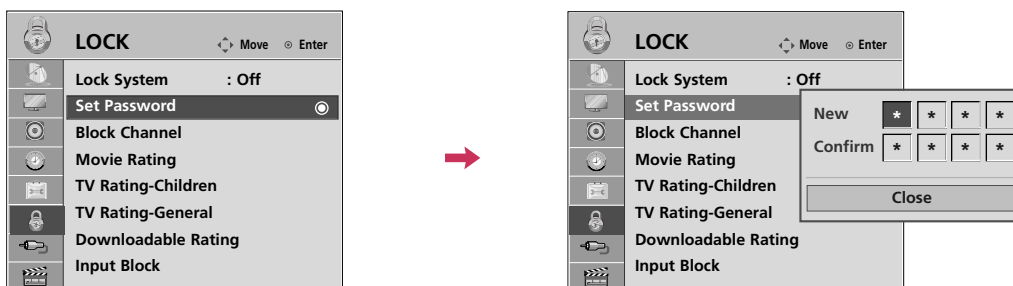 LOCK Move Enter
Lock System : Off
Set Password
Block Channel
Movie Rating
TV Rating-Children
TV Rating-General
Downloadable Rating
Input Block
LOCK Move Enter
Lock System : Off
Set Password
Block Channel
Movie Rating
TV Rating-Children
TV Rating-General
Downloadable Rating
Input Block
New * * * *
Confirm * * * *
Close